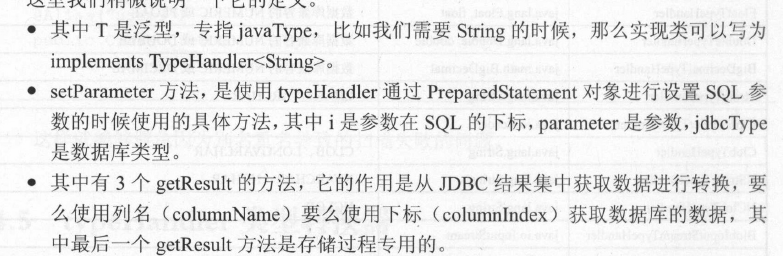 这里我们稍微说明一下它的定义。
• 其中 T 是泛型，专指 javaType，比如我们需要 String 的时候，那么实现类可以写为
implements TypeHandler<String>。
• setParameter 方法，是使用 typeHandler 通过 PreparedStatement 对象进行设置 SQL 参
数的时候使用的具体方法，其中 i 是参数在 SQL 的下标，parameter 是参数，jdbcType
是数据库类型。
• 其中有 3 个 getResult 的方法，它的作用是从 JDBC 结果集中获取数据进行转换，要
么使用列名（columnName）要么使用下标（columnIndex）获取数据库的数据，其
中最后一个 getResult 方法是存储过程专用的。